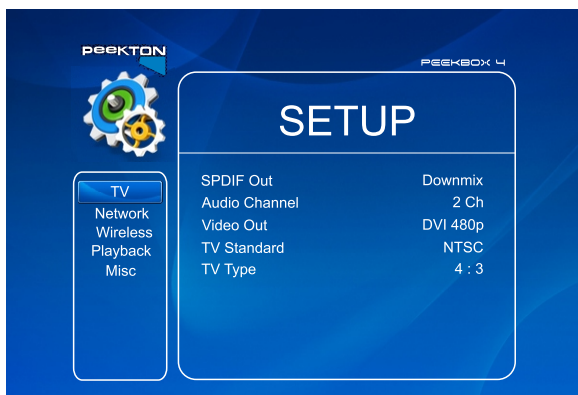 PEEKTON
PEEKBOX 4
SETUP
TV
Network
Wireless
Playback
Misc
SPDIF Out Downmix
Audio Channel 2 Ch
Video Out DVI 480p
TV Standard NTSC
TV Type 4 : 3